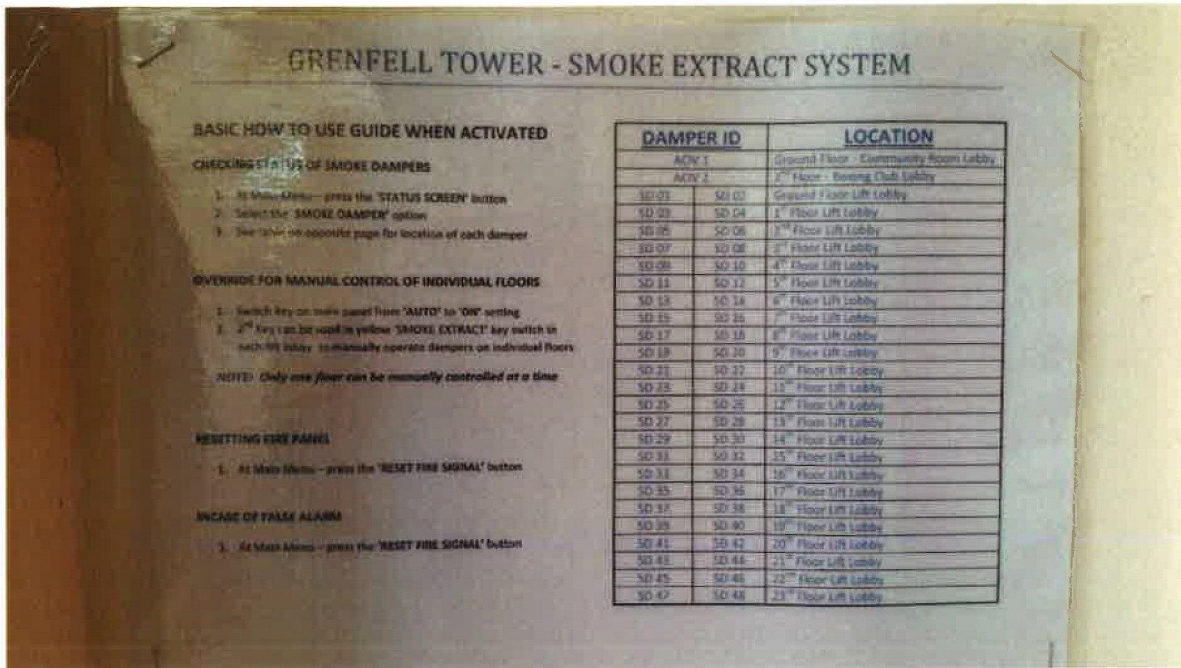 GRENFELL TOWER - SMOKE EXTRACT SYSTEM
BASIC HOW TO USE GUIDE WHEN ACTIVATED
CHECKING STATUS OF SMOKE DAMPERS
1. At Main Menu – press the 'STATUS SCREEN' button
2. Select the 'SMOKE DAMPER' option
3. See table on opposite page for location of each damper
OVERRIDE FOR MANUAL CONTROL OF INDIVIDUAL FLOORS
1. Switch Key on main panel from 'AUTO' to 'ON' setting
2. 2nd Key can be used in yellow 'SMOKE EXTRACT' key switch in
each lift lobby to manually operate dampers on individual floors
NOTE: Only one floor can be manually controlled at a time
RESETTING FIRE PANEL
1. At Main Menu – press the 'RESET FIRE SIGNAL' button
INCASE OF FALSE ALARM
1. At Main Menu – press the 'RESET FIRE SIGNAL' button
DAMPER ID LOCATION
AOV 1 Ground Floor - Community Room Lobby
AOV 2 Floor - Boxing Club Lobby
SD 01 SD 02 Ground Floor Lift Lobby
SD 03 SD 04 1st Floor Lift Lobby
SD 05 SD 06 2nd Floor Lift Lobby
SD 07 SD 08 3rd Floor Lift Lobby
SD 09 SD 10 4th Floor Lift Lobby
SD 11 SD 12 5th Floor Lift Lobby
SD 13 SD 14 6th Floor Lift Lobby
SD 15 SD 16 7th Floor Lift Lobby
SD 17 SD 18 8th Floor Lift Lobby
SD 19 SD 20 9th Floor Lift Lobby
SD 21 SD 22 10th Floor Lift Lobby
SD 23 SD 24 11th Floor Lift Lobby
SD 25 SD 26 12th Floor Lift Lobby
SD 27 SD 28 13th Floor Lift Lobby
SD 29 SD 30 14th Floor Lift Lobby
SD 31 SD 32 15th Floor Lift Lobby
SD 33 SD 34 16th Floor Lift Lobby
SD 35 SD 36 17th Floor Lift Lobby
SD 37 SD 38 18th Floor Lift Lobby
SD 39 SD 40 19th Floor Lift Lobby
SD 41 SD 42 20th Floor Lift Lobby
SD 43 SD 44 21st Floor Lift Lobby
SD 45 SD 46 22nd Floor Lift Lobby
SD 47 SD 48 23rd Floor Lift Lobby